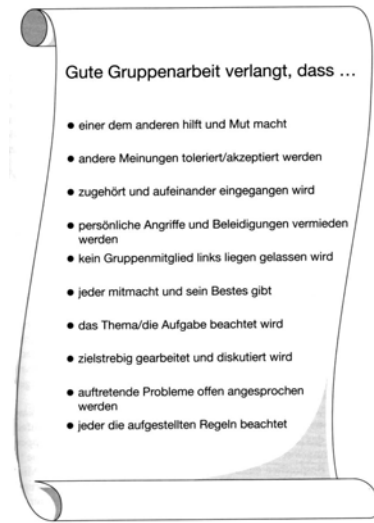 Gute Gruppenarbeit verlangt, dass ...
• einer dem anderen hilft und Mut macht
• andere Meinungen toleriert/akzeptiert werden
• zugehört und aufeinander eingegangen wird
• persönliche Angriffe und Beleidigungen vermieden
werden
• kein Gruppenmitglied links liegen gelassen wird
• jeder mitmacht und sein Bestes gibt
• das Thema/die Aufgabe beachtet wird
• zielstrebig gearbeitet und diskutiert wird
• auftretende Probleme offen angesprochen
werden
• jeder die aufgestellten Regeln beachtet